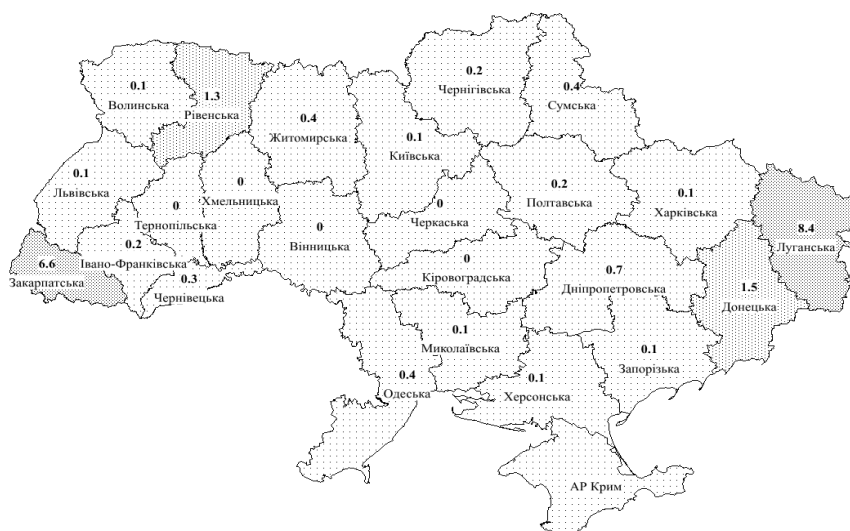 0.1
Волинська
1.3
Рівенська
0.4
Житомирська
0.1
Київська
0.2
Чернігівська
0.4
Сумська
0.1
Львівська
0
Тернопільська
0
Хмельницька
0
Вінницька
0
Черкаська
0.2
Полтавська
0.1
Харківська
8.4
Луганська
6.6
Закарпатська
0.2
Івано-Франківська
0.3
Чернівецька
0
Кіровоградська
0.7
Дніпропетровська
1.5
Донецька
0.4
Одеська
0.1
Миколаївська
0.1
Херсонська
0.1
Запорізька
АР Крим